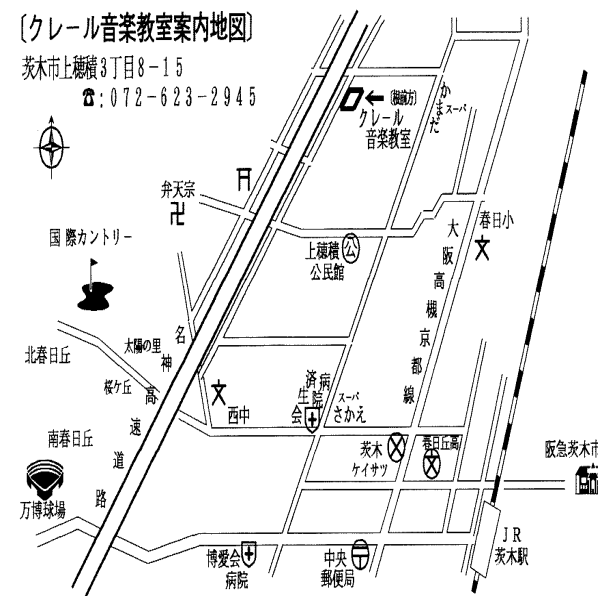 〔クレール音楽教室案内地図〕
茨木市上穂積3丁目8－15
☎:072－623－2945
クレール
音楽教室
かまだ
スーパ
弁天宗
卍
国際カントリー
上穂積
公民館
公
大阪高槻京都線
春日小
文
北春日丘
太陽の里
桜ケ丘
名神高速道路
文
西中
済生会
病院
スーパ
さかえ
南春日丘
茨木
ケイサツ
春日丘高
文
阪急茨木市
万博球場
博愛会
病院
中央
郵便局
JR
茨木駅